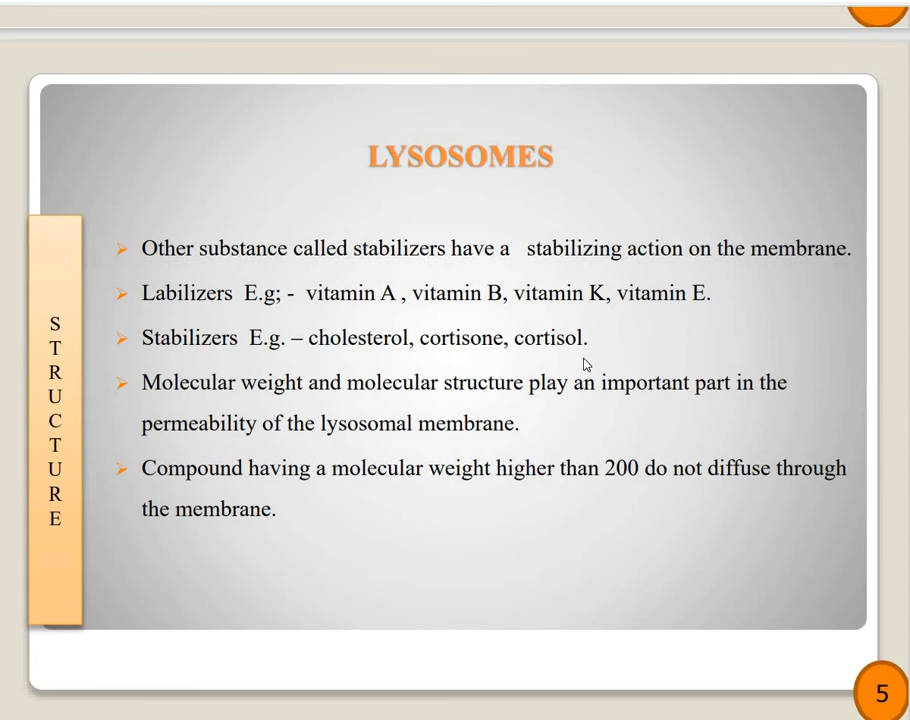 LYSOSOMES
Other substance called stabilizers have a stabilizing action on the membrane.
Labilizers E.g; - vitamin A , vitamin B, vitamin K, vitamin E.
Stabilizers E.g. – cholesterol, cortisone, cortisol.
Molecular weight and molecular structure play an important part in the
permeability of the lysosomal membrane.
Compound having a molecular weight higher than 200 do not diffuse through
the membrane.
S
T
R
U
C
T
U
R
E
5